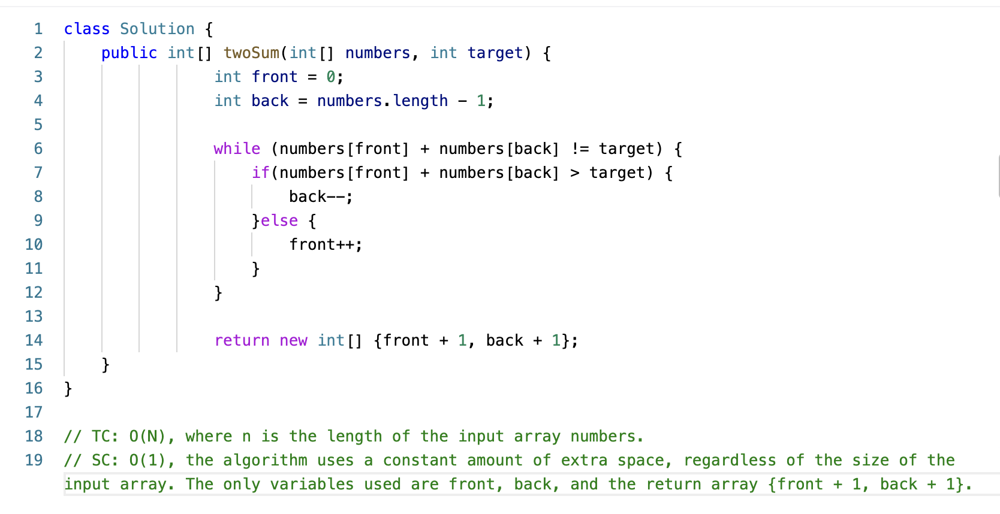 1 class Solution {
2 public int[] twoSum(int[] numbers, int target) {
3 int front = 0;
4 int back = numbers.length - 1;
5
6 while (numbers[front] + numbers[back] != target) {
7 if(numbers[front] + numbers[back] > target) {
8 back--;
9 }else {
10 front++;
11 }
12 }
13
14 return new int[] {front + 1, back + 1};
15 }
16 }
17
18 // TC: O(N), where n is the length of the input array numbers.
19 // SC: O(1), the algorithm uses a constant amount of extra space, regardless of the size of the
input array. The only variables used are front, back, and the return array {front + 1, back + 1}.